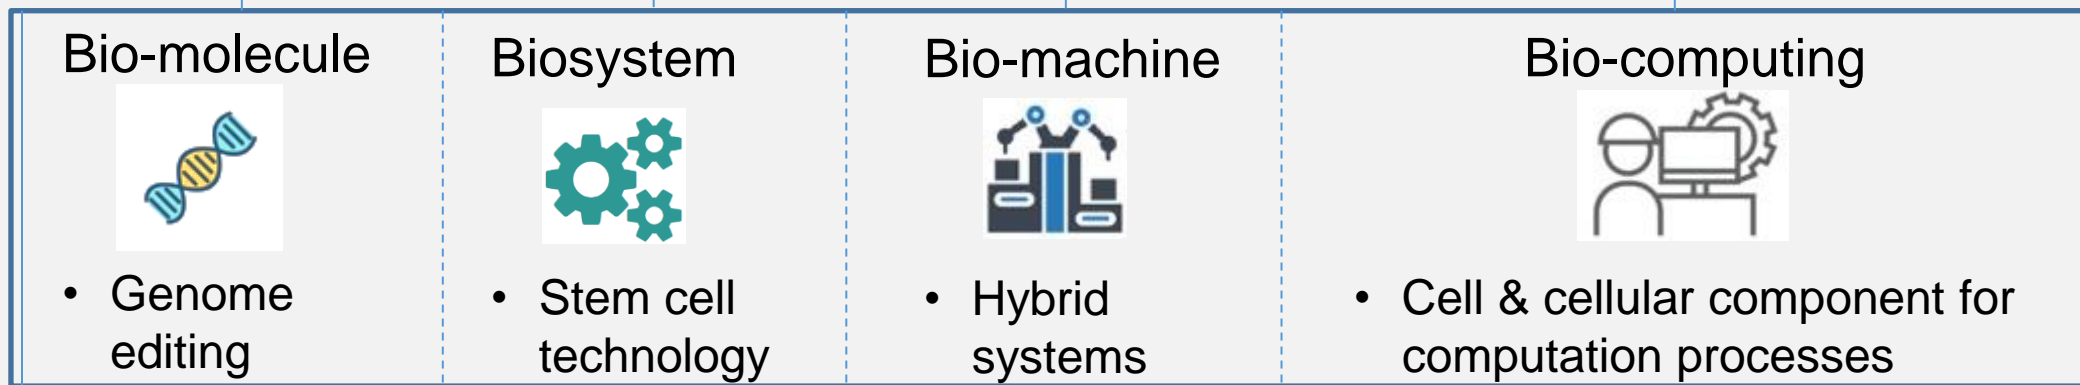 Bio-molecule
• Genome
editing
Biosystem
• Stem cell
technology
Bio-machine
• Hybrid
systems
Bio-computing
• Cell & cellular component for
computation processes